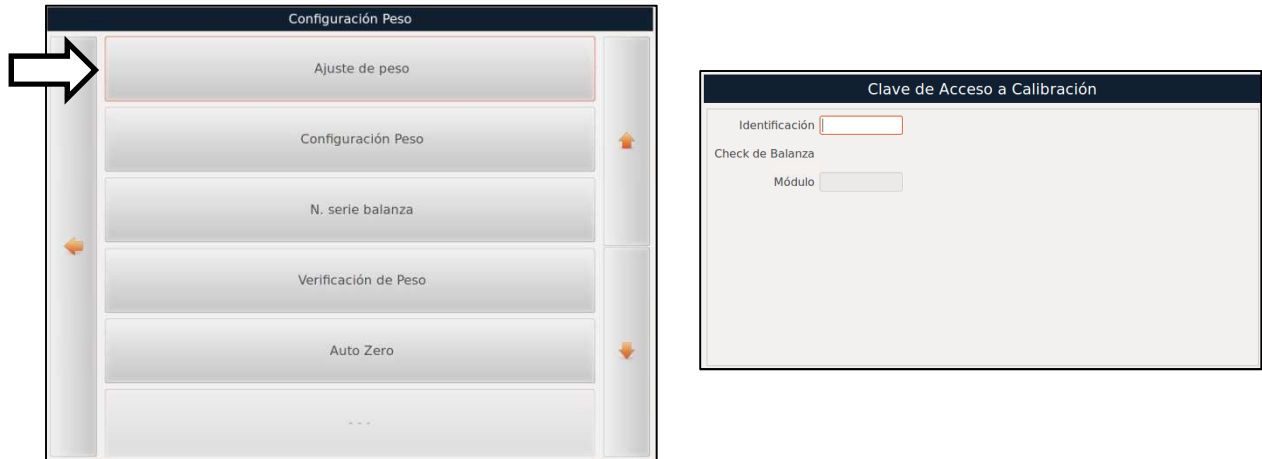 Configuración Peso
Ajuste de peso
Configuración Peso
N. serie balanza
Verificación de Peso
Auto Zero
- - -
Clave de Acceso a Calibración
Identificación
Check de Balanza
Módulo